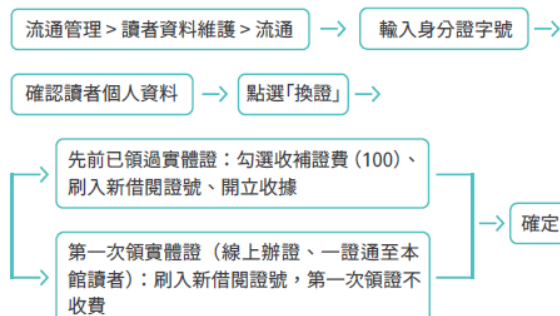 流通管理 > 讀者資料維護 > 流通
輸入身分證字號
確認讀者個人資料
點選「換證」
先前已領過實體證：勾選收補證費（100）、
刷入新借閱證號、開立收據
第一次領實體證（線上辦證、一證通至本
館讀者）：刷入新借閱證號，第一次領證不
收費
確定